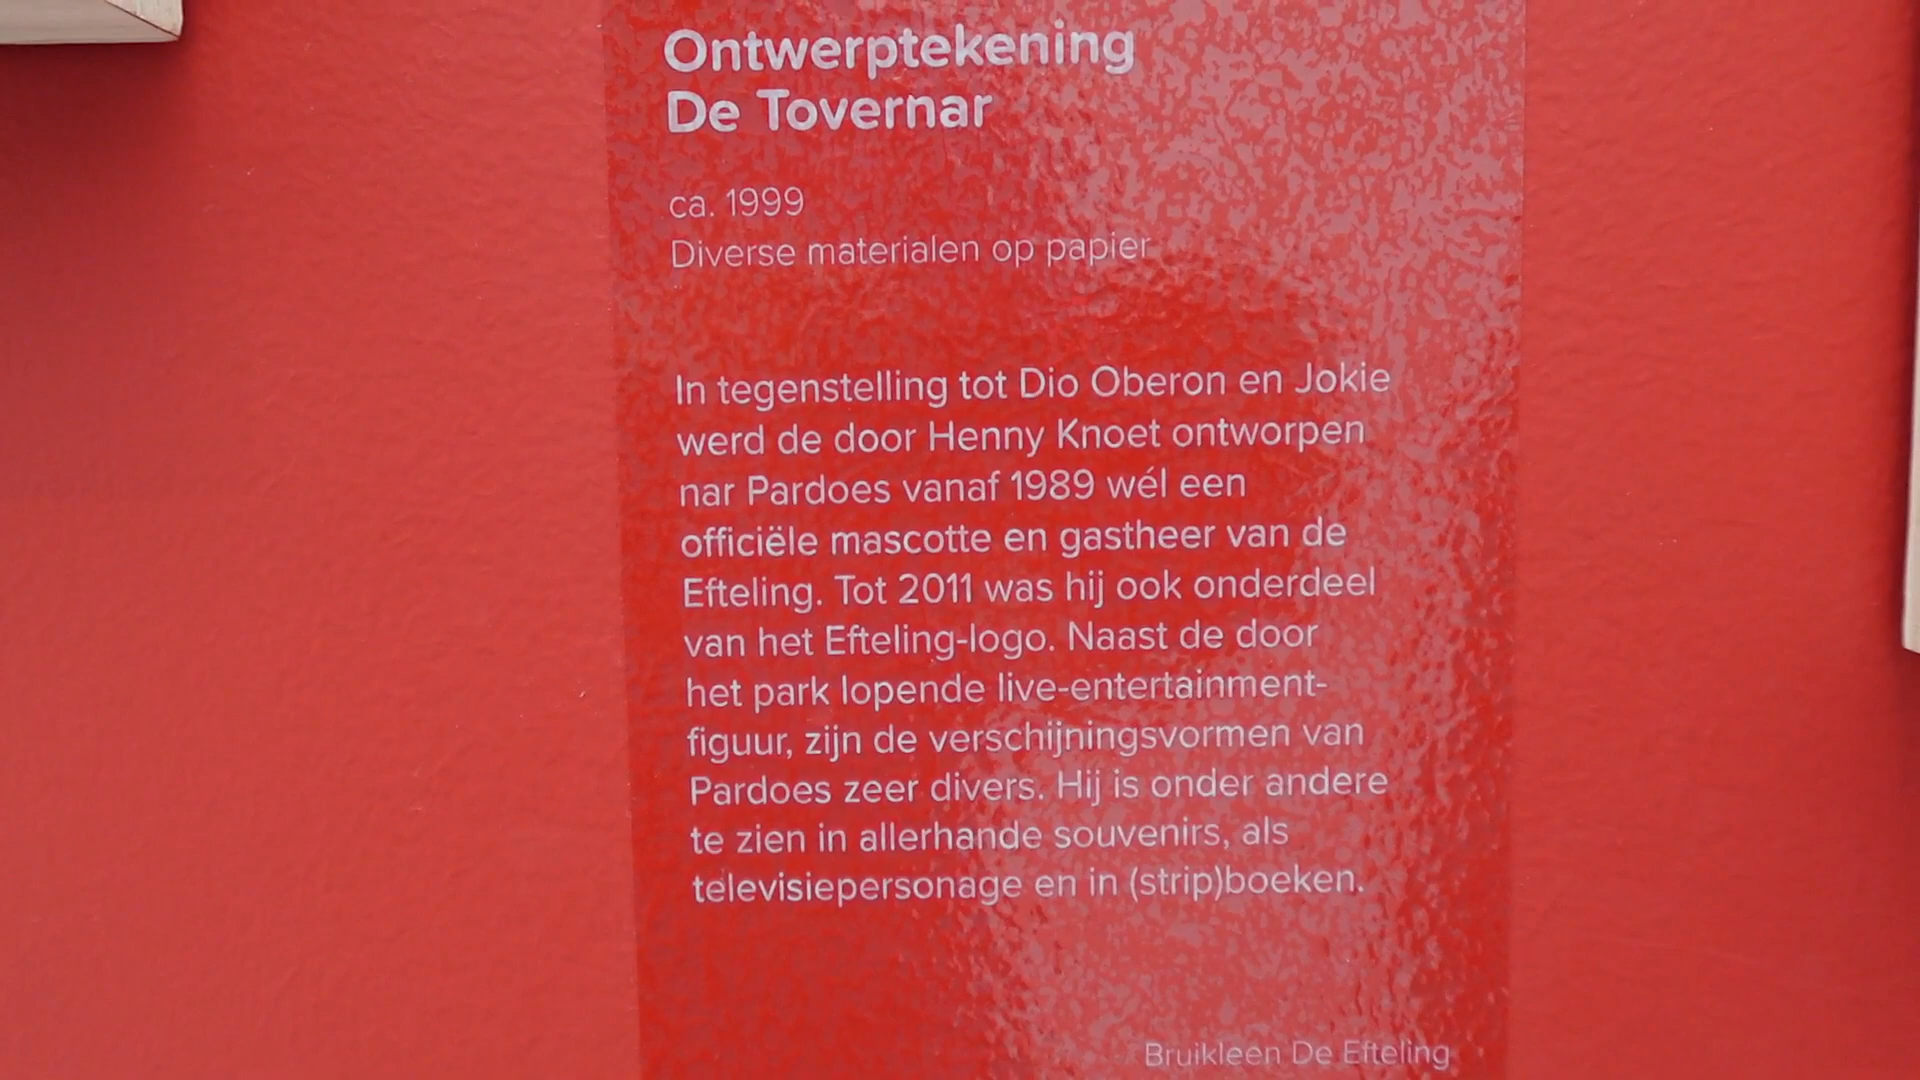 Ontwerptekening
De Tovernar
ca. 1999
Diverse materialen op papier
In tegenstelling tot Dio Oberon en Jokie
werd de door Henny Knoet ontworpen
nar Pardoes vanaf 1989 wél een
officiële mascotte en gastheer van de
Efteling. Tot 2011 was hij ook onderdeel
van het Efteling-logo. Naast de door
het park lopende live-entertainment-
figuur, zijn de verschijningsvormen van
Pardoes zeer divers. Hij is onder andere
te zien in allerhande souvenirs, als
televisiepersonage en in (strip)boeken.
Bruikleen De Efteling